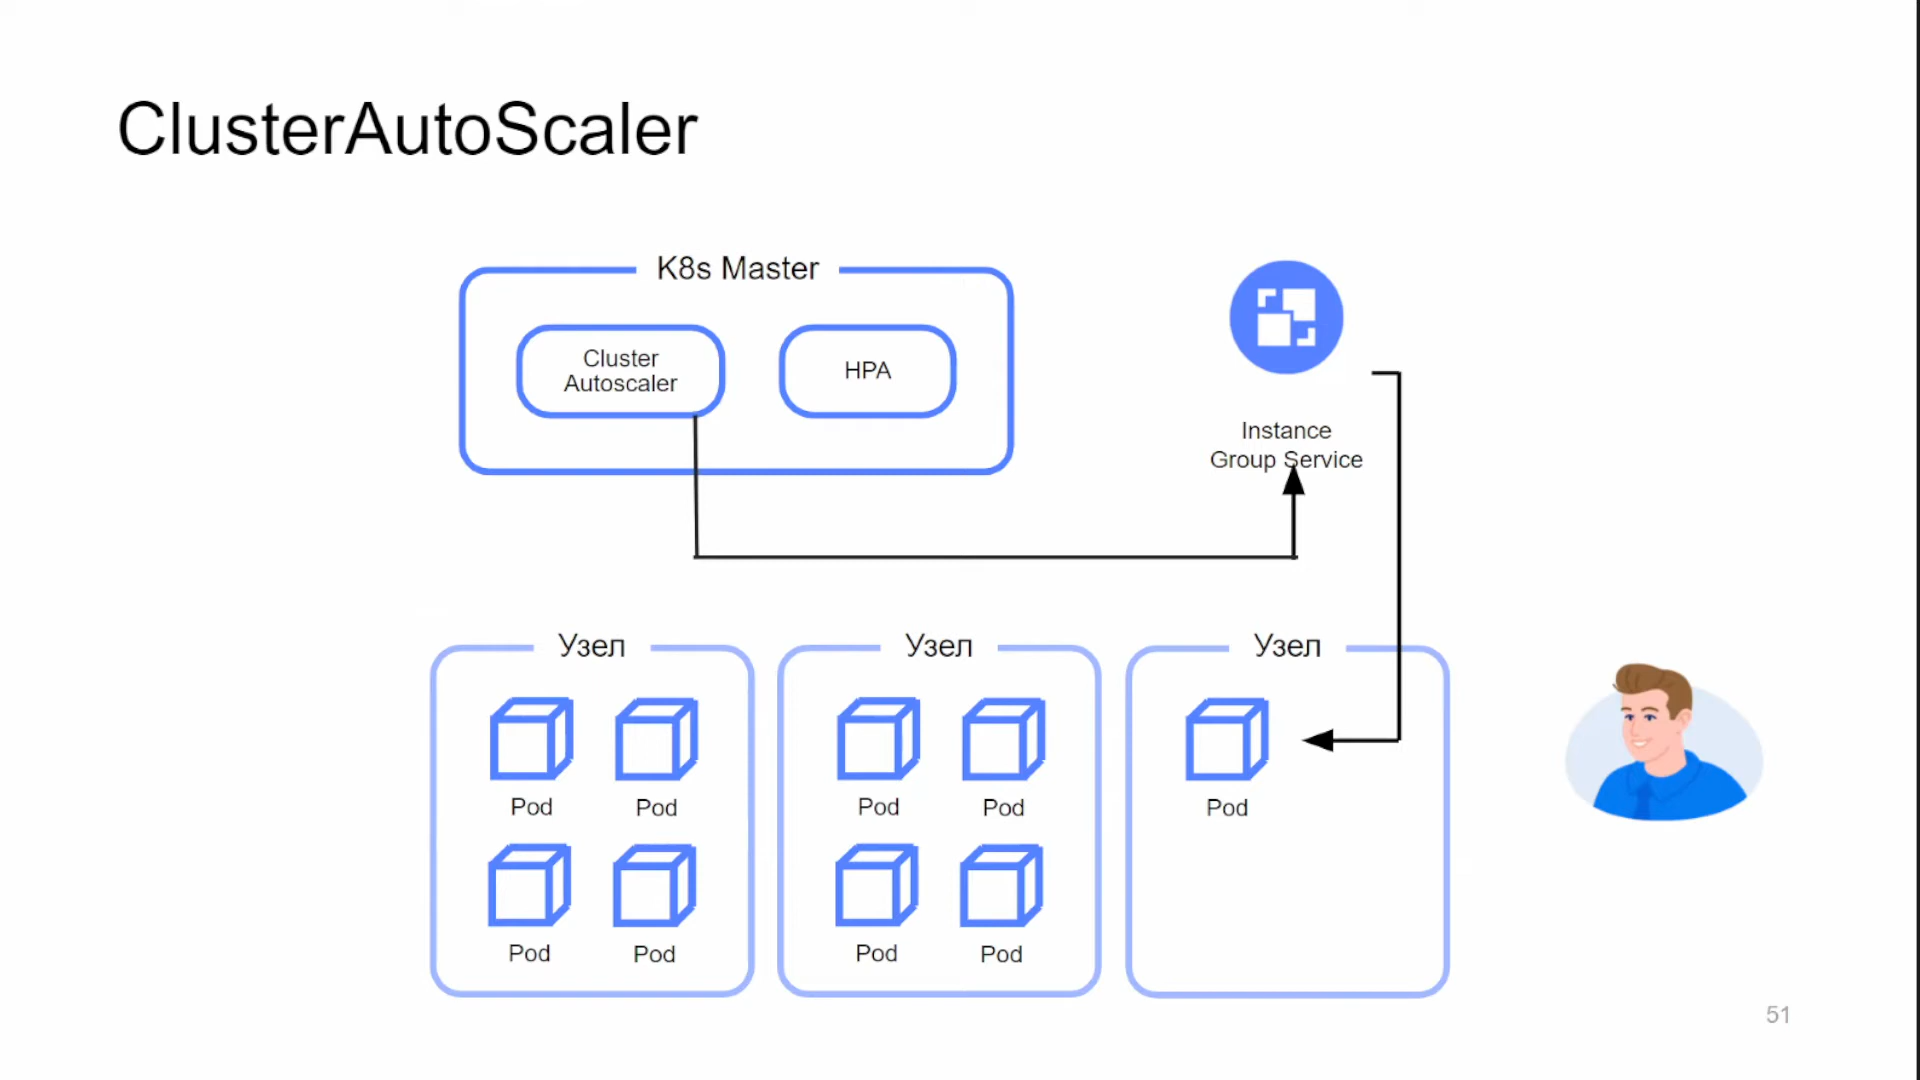 ClusterAutoScaler
K8s Master
Cluster
Autoscaler
HPA
Instance
Group Service
Узел
Узел
Узел
Pod
Pod
Pod
Pod
Pod
Pod
Pod
Pod
Pod
51